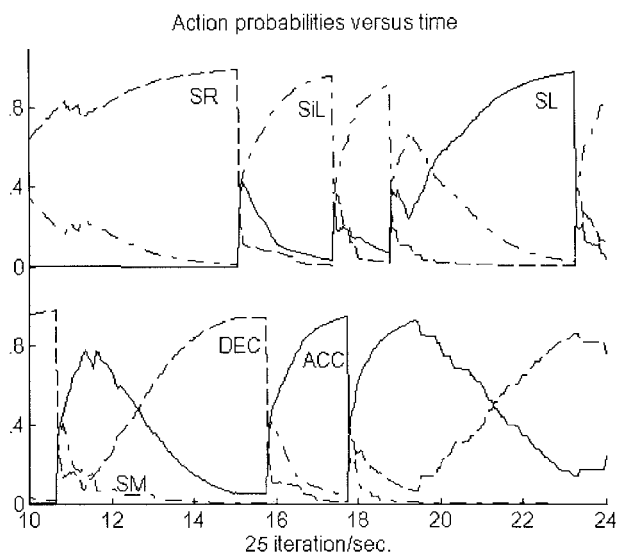 Action probabilities versus time
.8
SR
SiL
SL
.4
0
.8
DEC
ACC
.4
SM
0
10 12 14 16 18 20 22 24
25 iteration/sec.